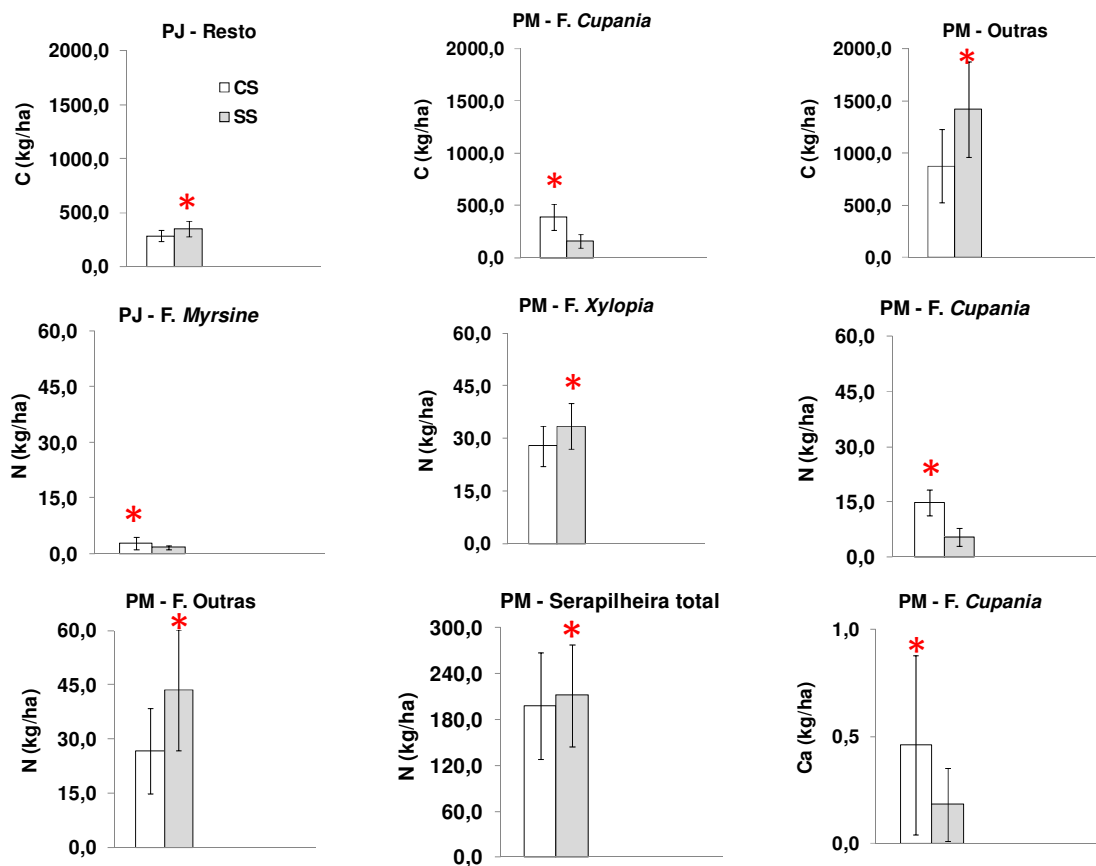 PJ - Resto
2000,0
1500,0
1000,0
500,0
0,0
C (kg/ha)
CS
SS
*
PM - F. Cupania
2000,0
1500,0
1000,0
500,0
0,0
C (kg/ha)
*
PM - Outras
2000,0
1500,0
1000,0
500,0
0,0
C (kg/ha)
*
PJ - F. Myrsine
60,0
45,0
30,0
15,0
0,0
N (kg/ha)
*
PM - F. Xylopia
60,0
45,0
30,0
15,0
0,0
N (kg/ha)
*
PM - F. Cupania
60,0
45,0
30,0
15,0
0,0
N (kg/ha)
*
PM - F. Outras
60,0
45,0
30,0
15,0
0,0
N (kg/ha)
*
PM - Serapilheira total
300,0
240,0
180,0
120,0
60,0
0,0
N (kg/ha)
*
PM - F. Cupania
1,0
0,5
0,0
Ca (kg/ha)
*